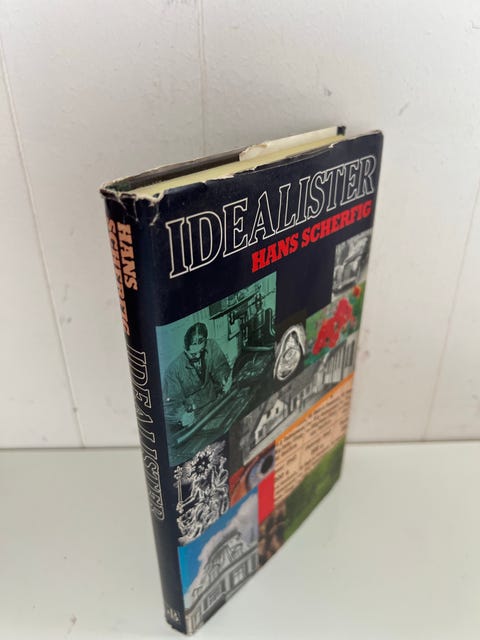 IDEALISTER
HANS SCHERFIG
HANS
SCHERFIG
IDEALISTER